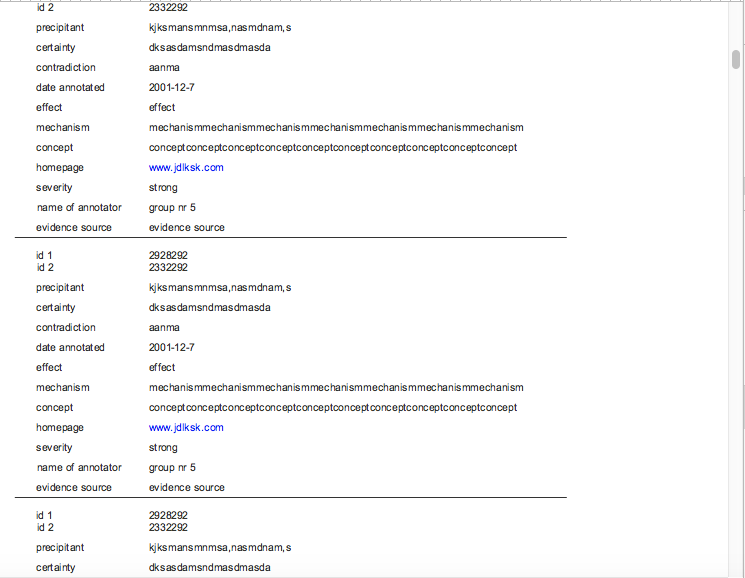 id 2 2332292
precipitant kjksmansmnmsa,nasmdnam,s
certainty dksasdamsndmasdmasda
contradiction aanma
date annotated 2001-12-7
effect effect
mechanism mechanismmechanismmechanismmechanismmechanismmechanismmechanism
concept conceptconceptconceptconceptconceptconceptconceptconceptconceptconcept
homepage www.jdlksk.com
severity strong
name of annotator group nr 5
evidence source evidence source
id 1 2928292
id 2 2332292
precipitant kjksmansmnmsa,nasmdnam,s
certainty dksasdamsndmasdmasda
contradiction aanma
date annotated 2001-12-7
effect effect
mechanism mechanismmechanismmechanismmechanismmechanismmechanismmechanism
concept conceptconceptconceptconceptconceptconceptconceptconceptconceptconcept
homepage www.jdlksk.com
severity strong
name of annotator group nr 5
evidence source evidence source
id 1 2928292
id 2 2332292
precipitant kjksmansmnmsa,nasmdnam,s
certainty dksasdamsndmasdmasda